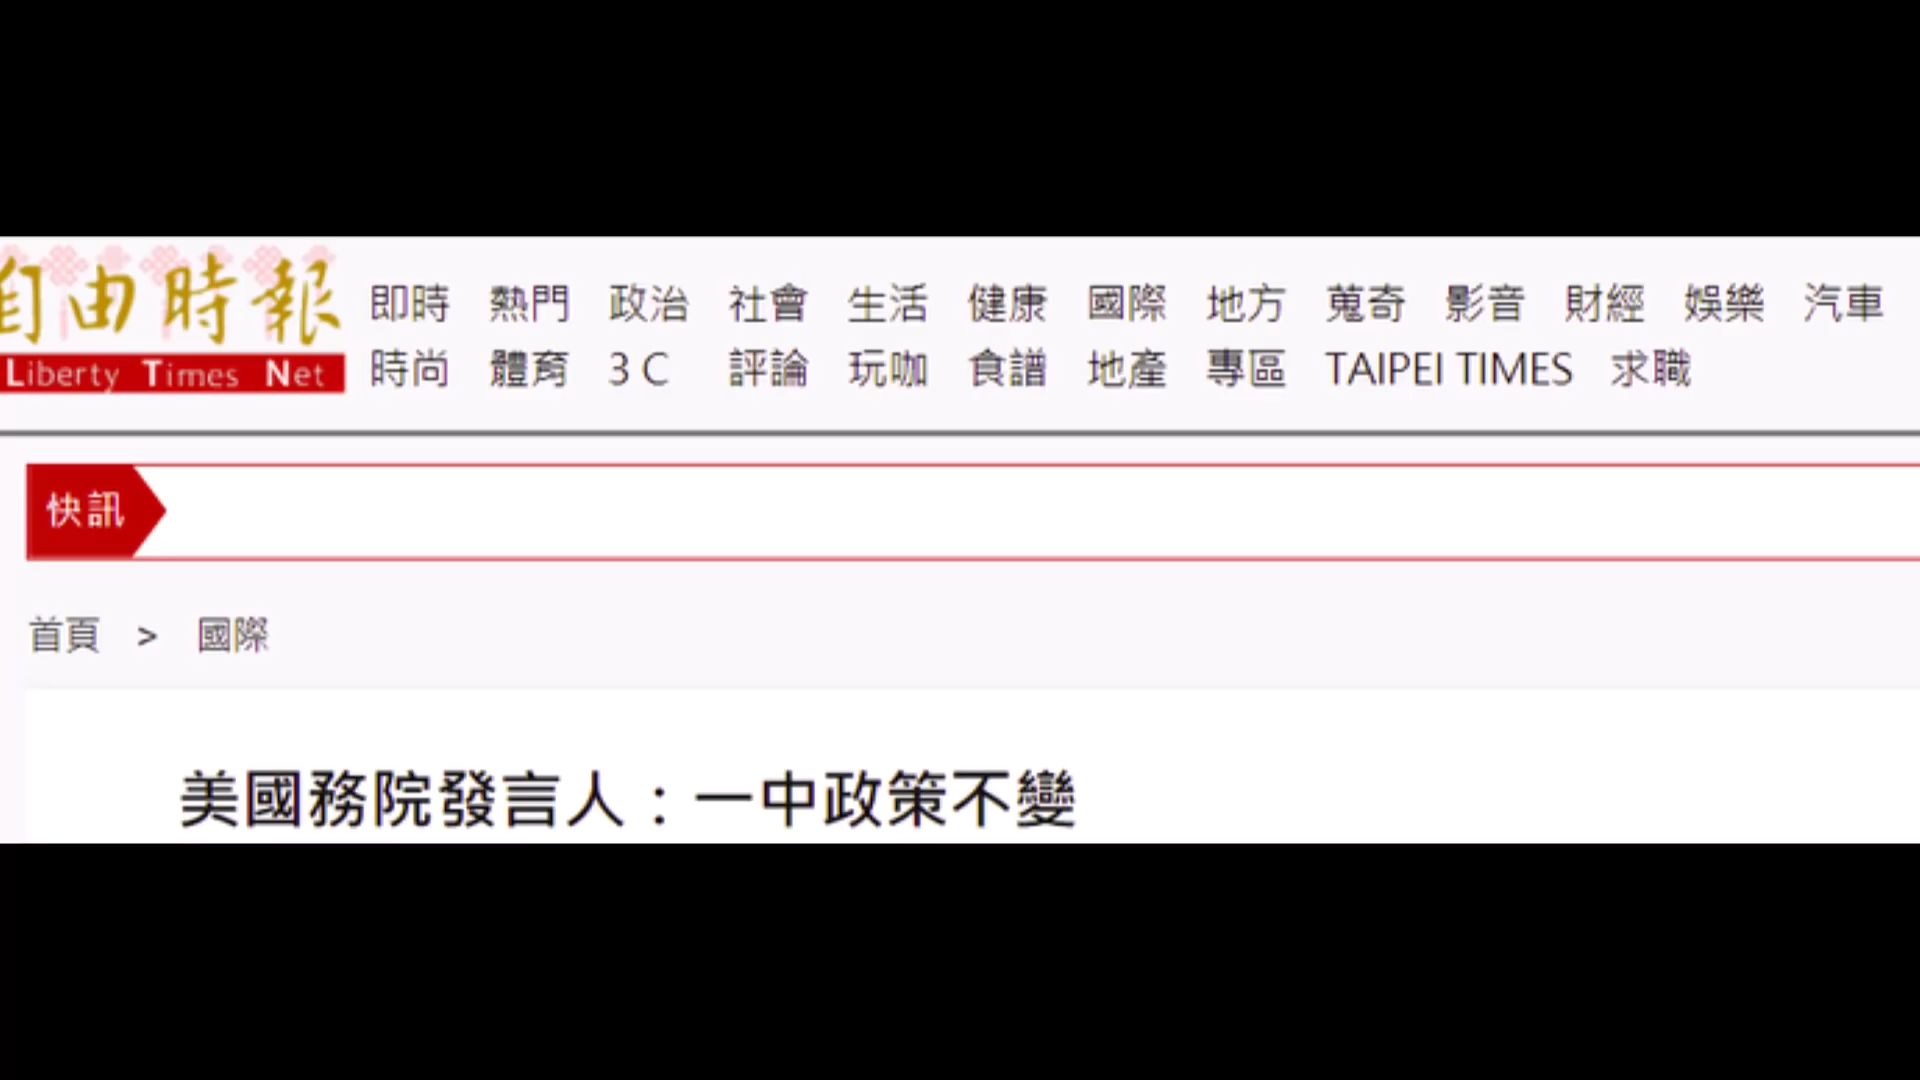 自由時報
Liberty Times Net
即時 熱門 政治 社會 生活 健康 國際 地方 蒐奇 影音 財經 娛樂 汽車
時尚 體育 3C 評論 玩咖 食譜 地產 專區 TAIPEI TIMES 求職
快訊
首頁 > 國際
美國務院發言人：一中政策不變